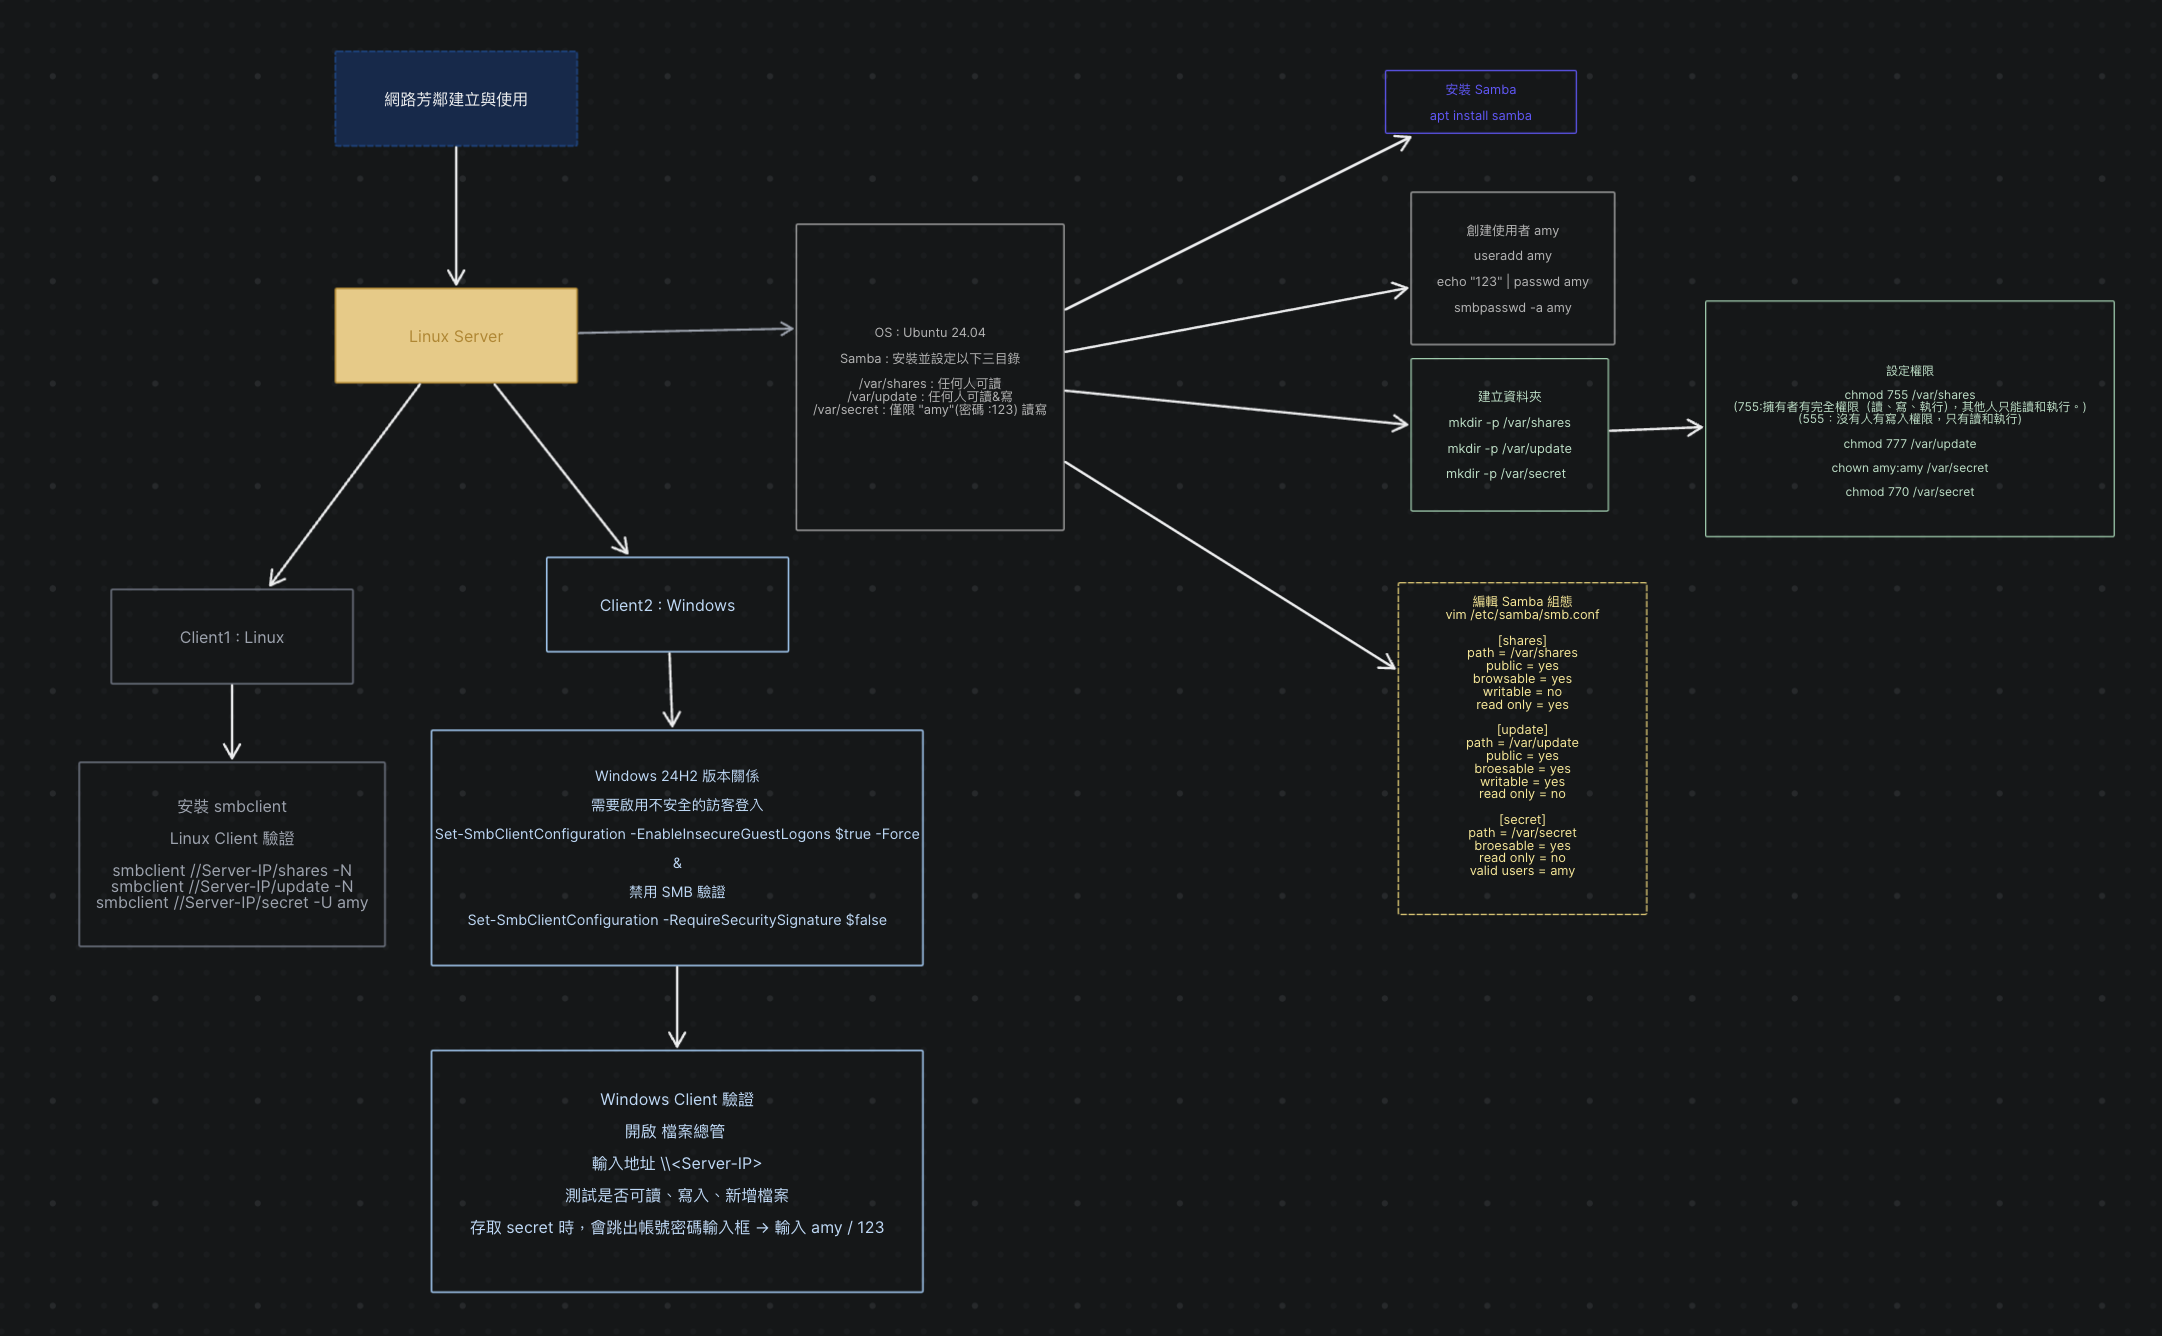 網路芳鄰建立與使用
Linux Server
Client1 : Linux
安裝 smbclient
Linux Client 驗證
smbclient //Server-IP/shares -N
smbclient //Server-IP/update -N
smbclient //Server-IP/secret -U amy
Client2 : Windows
Windows 24H2 版本關係
需要啟用不安全的訪客登入
Set-SmbClientConfiguration -EnableInsecureGuestLogons $true -Force
&
禁用 SMB 驗證
Set-SmbClientConfiguration -RequireSecuritySignature $false
Windows Client 驗證
開啟 檔案總管
輸入地址 \\<Server-IP>
測試是否可讀、寫入、新增檔案
存取 secret 時，會跳出帳號密碼輸入框 → 輸入 amy / 123
OS : Ubuntu 24.04
Samba : 安裝並設定以下三目錄
/var/shares : 任何人可讀
/var/update : 任何人可讀&寫
/var/secret : 僅限 "amy"(密碼 :123) 讀寫
安裝 Samba
apt install samba
創建使用者 amy
useradd amy
echo "123" | passwd amy
smbpasswd -a amy
建立資料夾
mkdir -p /var/shares
mkdir -p /var/update
mkdir -p /var/secret
設定權限
chmod 755 /var/shares
(755:擁有者有完全權限（讀、寫、執行)，其他人只能讀和執行。)
(555：沒有人有寫入權限，只有讀和執行)
chmod 777 /var/update
chown amy:amy /var/secret
chmod 770 /var/secret
編輯 Samba 組態
vim /etc/samba/smb.conf
[shares]
path = /var/shares
public = yes
browsable = yes
writable = no
read only = yes
[update]
path = /var/update
public = yes
broesable = yes
writable = yes
read only = no
[secret]
path = /var/secret
broesable = yes
read only = no
valid users = amy